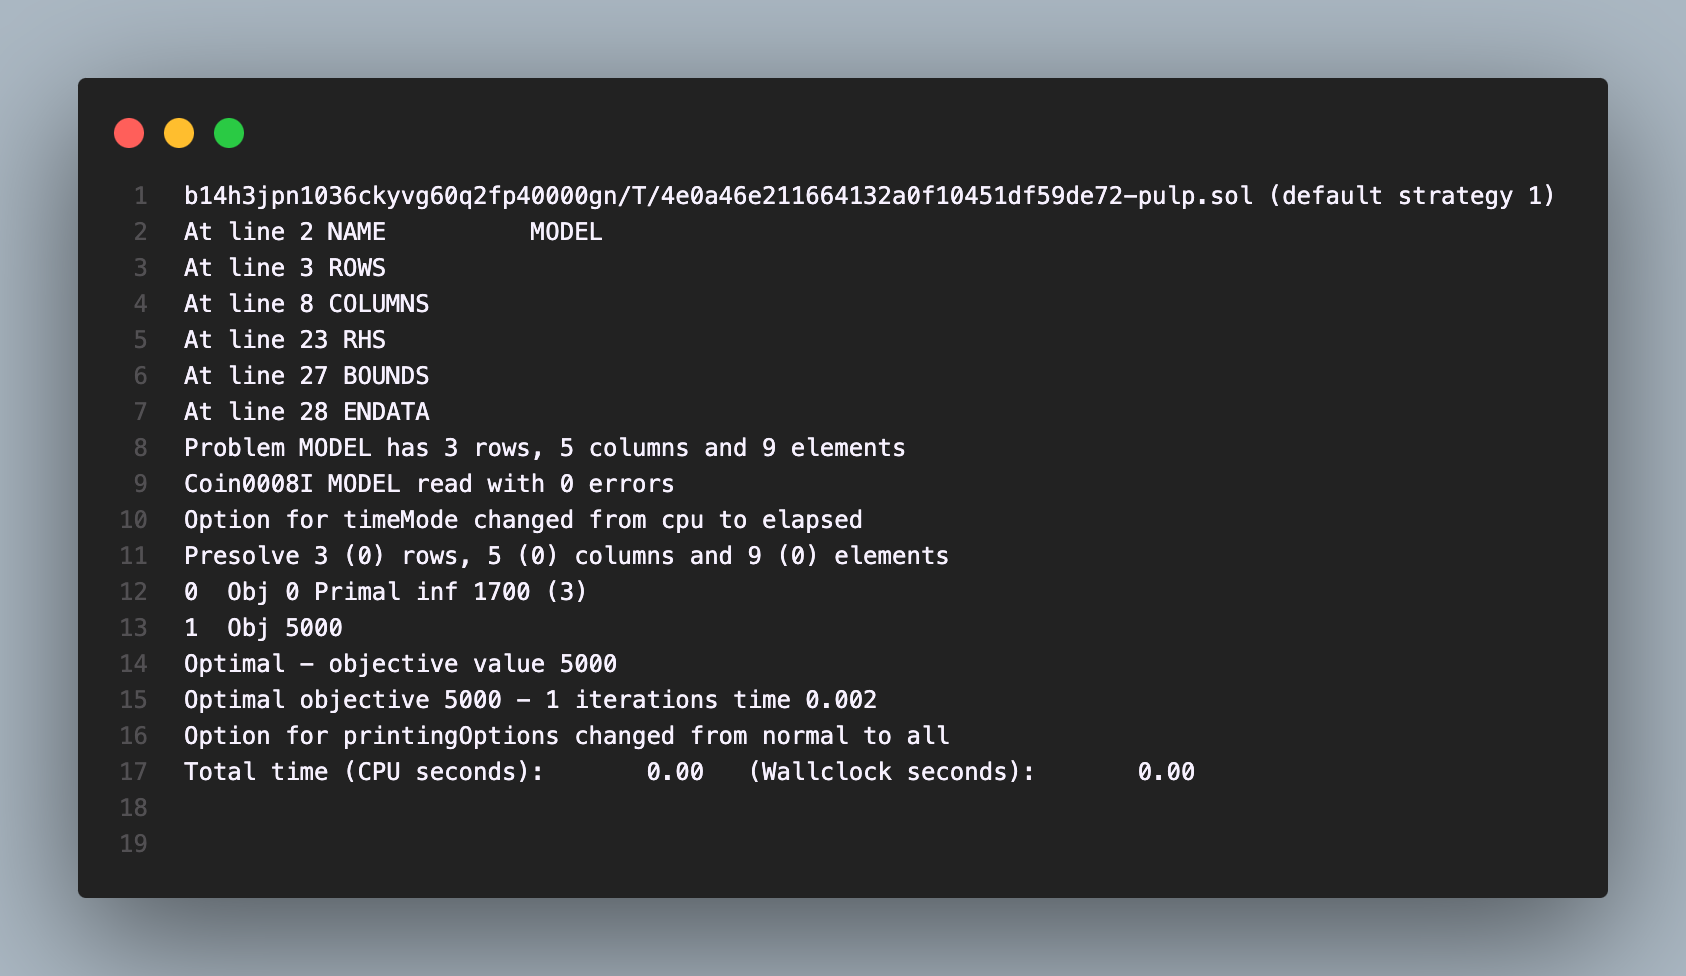 1 b14h3jpn1036ckyvg60q2fp40000gn/T/4e0a46e211664132a0f10451df59de72-pulp.sol (default strategy 1)
2 At line 2 NAME          MODEL
3 At line 3 ROWS
4 At line 8 COLUMNS
5 At line 23 RHS
6 At line 27 BOUNDS
7 At line 28 ENDATA
8 Problem MODEL has 3 rows, 5 columns and 9 elements
9 Coin0008I MODEL read with 0 errors
10 Option for timeMode changed from cpu to elapsed
11 Presolve 3 (0) rows, 5 (0) columns and 9 (0) elements
12 0  Obj 0 Primal inf 1700 (3)
13 1  Obj 5000
14 Optimal - objective value 5000
15 Optimal objective 5000 - 1 iterations time 0.002
16 Option for printingOptions changed from normal to all
17 Total time (CPU seconds):       0.00   (Wallclock seconds):       0.00
18
19